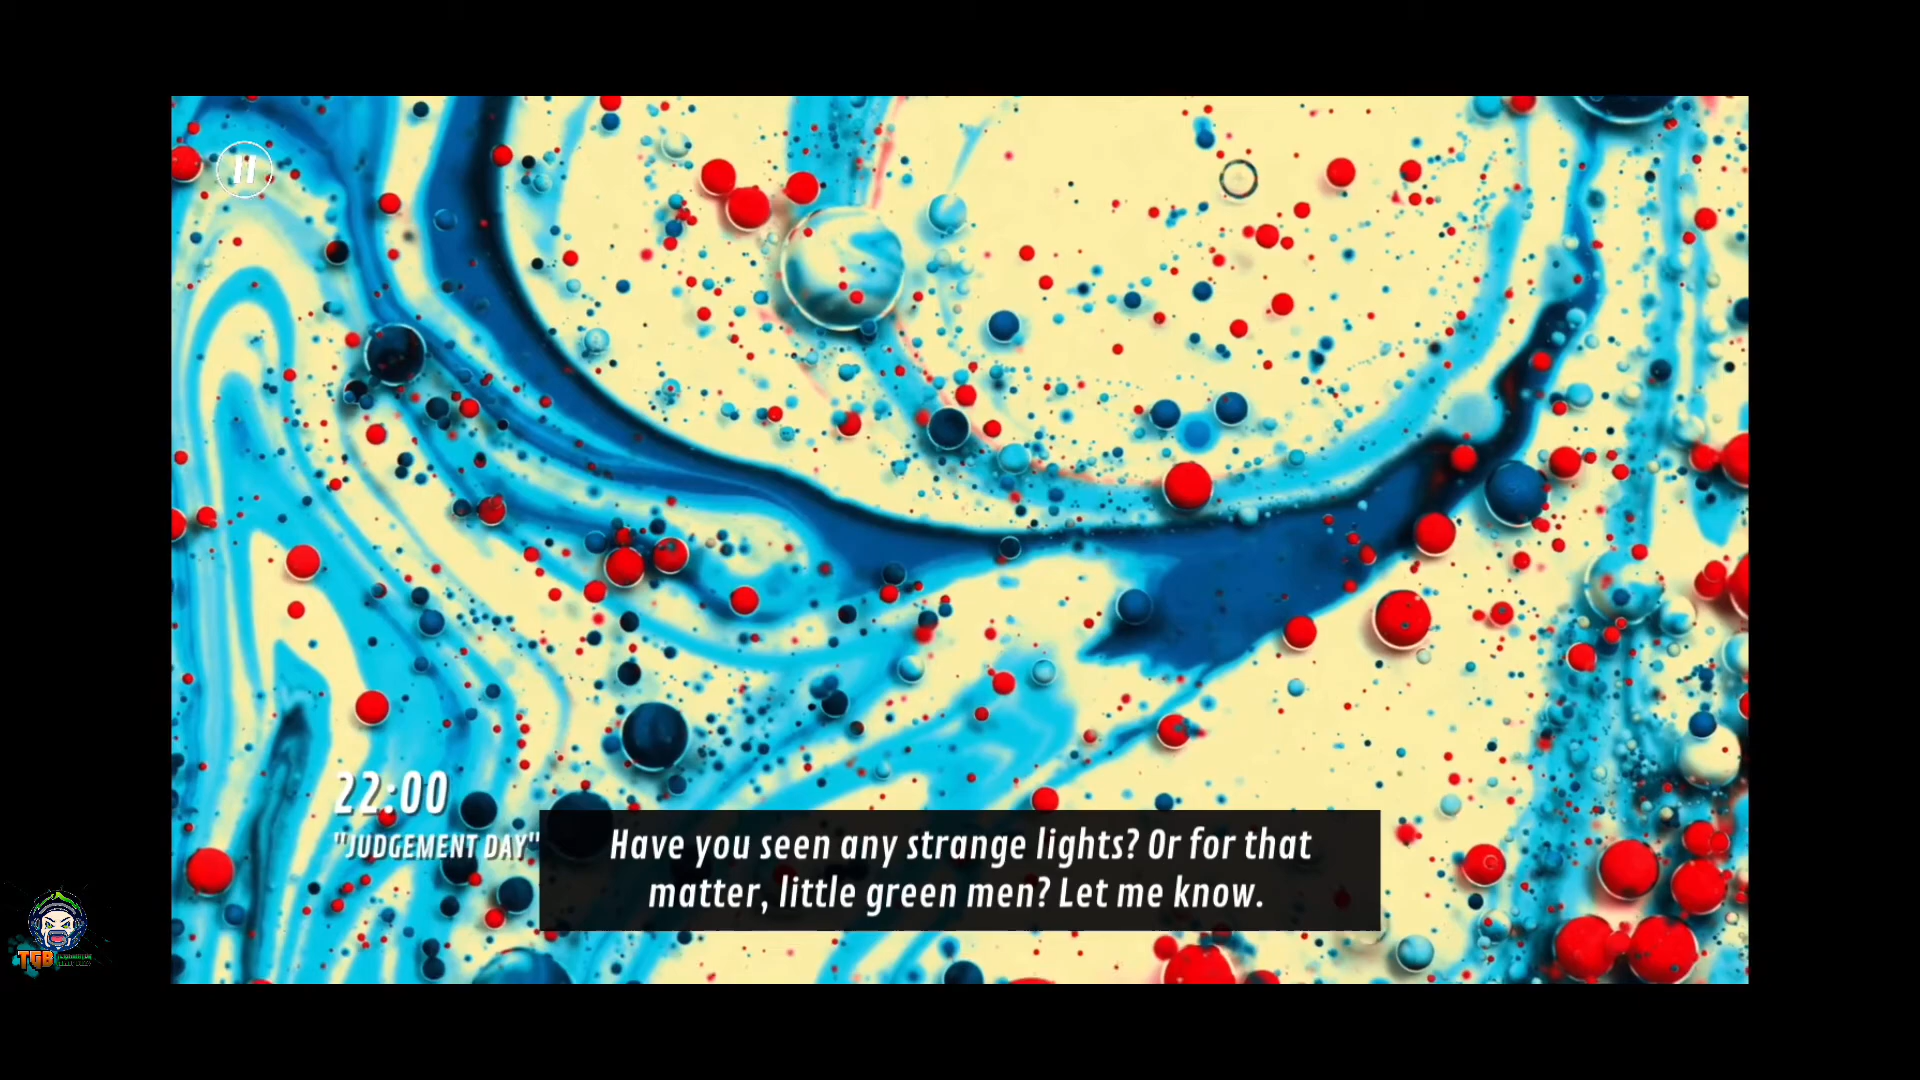 22:00
"JUDGEMENT DAY"
Have you seen any strange lights? Or for that
matter, little green men? Let me know.
TGB